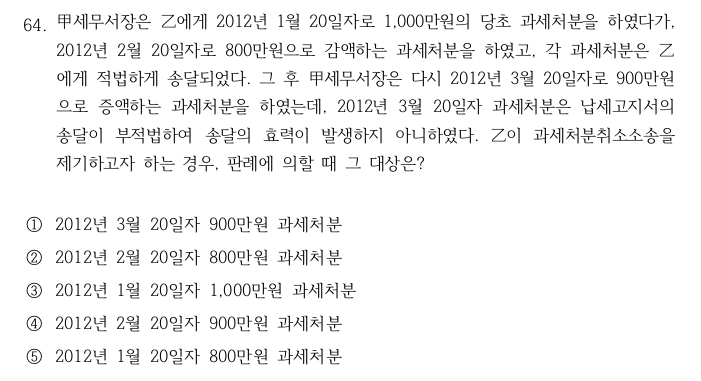 64. 甲세무서장은 乙에게 2012년 1월 20일자로 1,000만원의 당초 과세처분을 하였다가,
2012년 2월 20일자로 800만원으로 감액하는 과세처분을 하였고, 각 과세처분은 乙
에게 적법하게 송달되었다. 그 후 甲세무서장은 다시 2012년 3월 20일자로 900만원
으로 증액하는 과세처분을 하였는데, 2012년 3월 20일자 과세처분은 납세고지서의
송달이 부적법하여 송달의 효력이 발생하지 아니하였다. 乙이 과세처분취소소송을
제기하고자 하는 경우, 판례에 의할 때 그 대상은?
① 2012년 3월 20일자 900만원 과세처분
② 2012년 2월 20일자 800만원 과세처분
③ 2012년 1월 20일자 1,000만원 과세처분
④ 2012년 2월 20일자 900만원 과세처분
⑤ 2012년 1월 20일자 800만원 과세처분